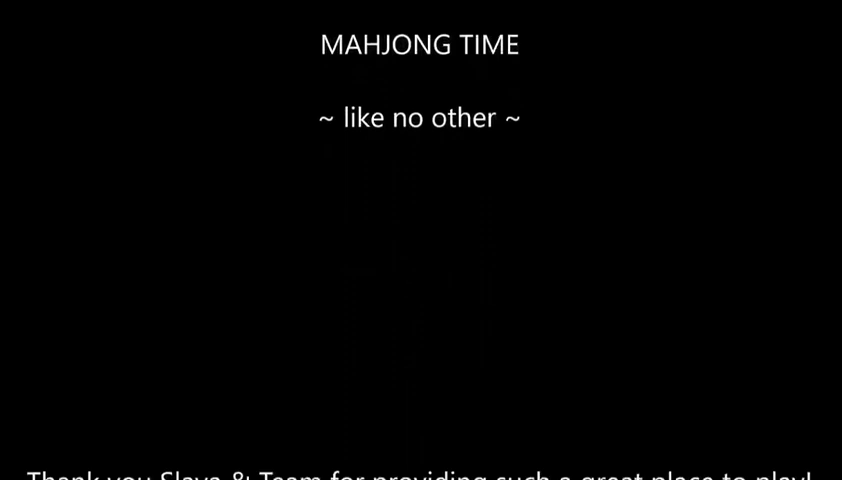 MAHJONG TIME
~ like no other ~
Thank you Slava & Team for providing such a great place to play!